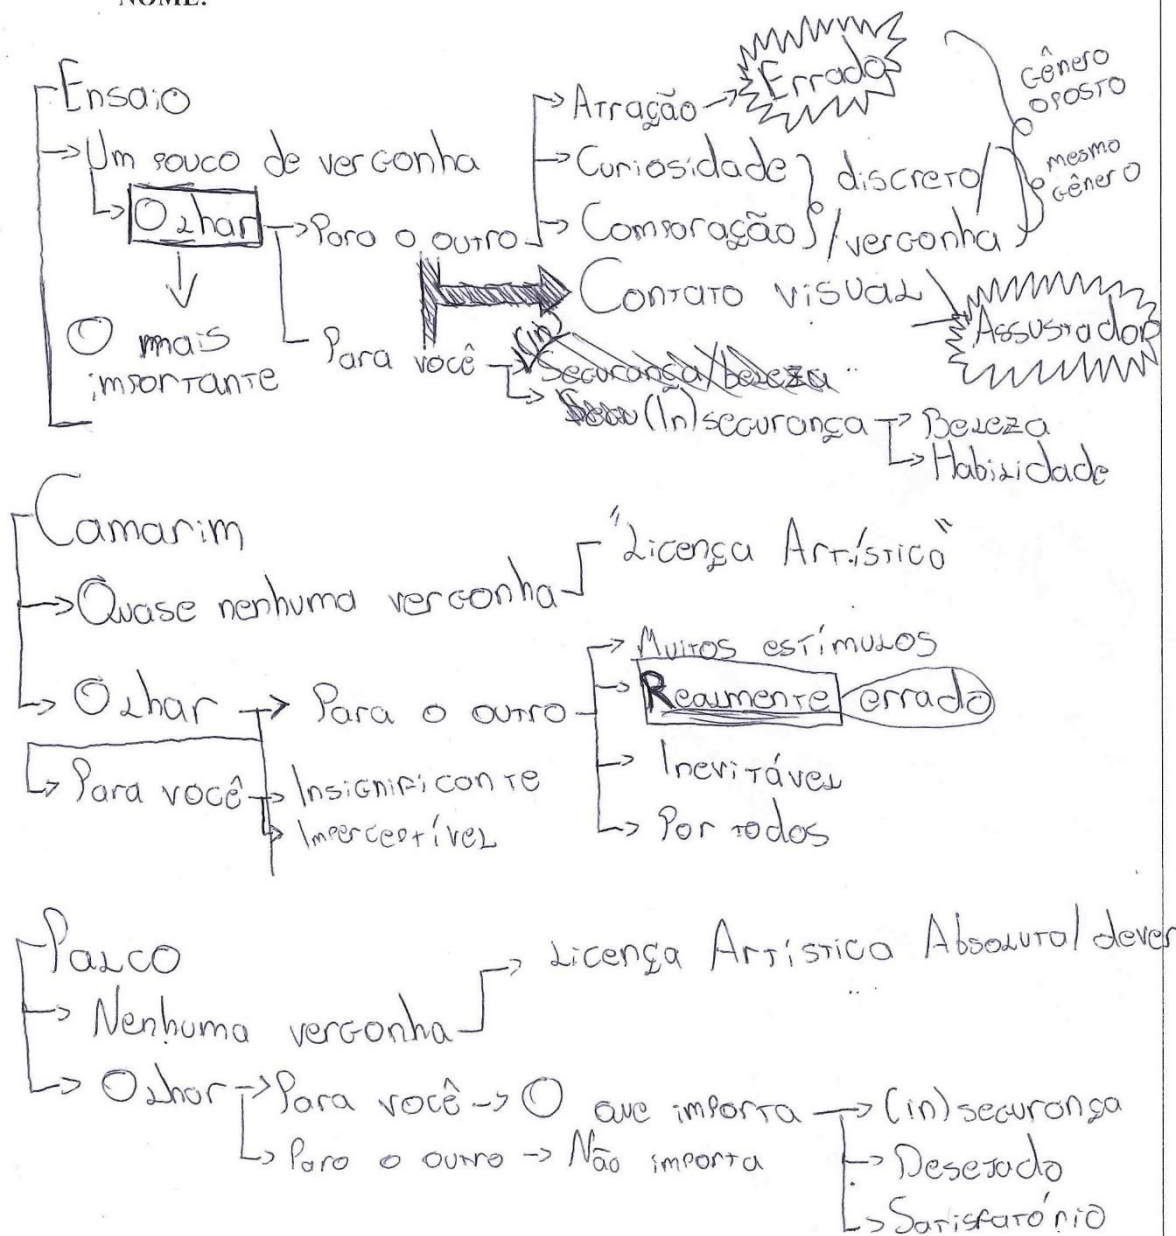 NOME:
Ensaio
→ Um pouco de vergonha
→ Olhar → Para o outro → Atração → Errado
→ Curiosidade } discreto/
→ Comparação } /vergonha
Gênero oposto
mesmo gênero
Contato visual
Assustador
O mais importante
Para você → (in) Segurança/beleza
→ (In)segurança → Beleza
→ Habilidade
Camarim
→ Quase nenhuma vergonha
"Licença Artística"
→ Olhar → Para o outro → Muitos estímulos
→ Realmente errado
→ Inevitável
→ Por todos
→ Para você → Insignificante
→ Imperceptível
Palco
→ Nenhuma vergonha → Licença Artística Absoluta/dever
→ Olhar → Para você → O que importa → (in)segurança
→ Desejado
→ Satisfatório
→ Para o outro → Não importa